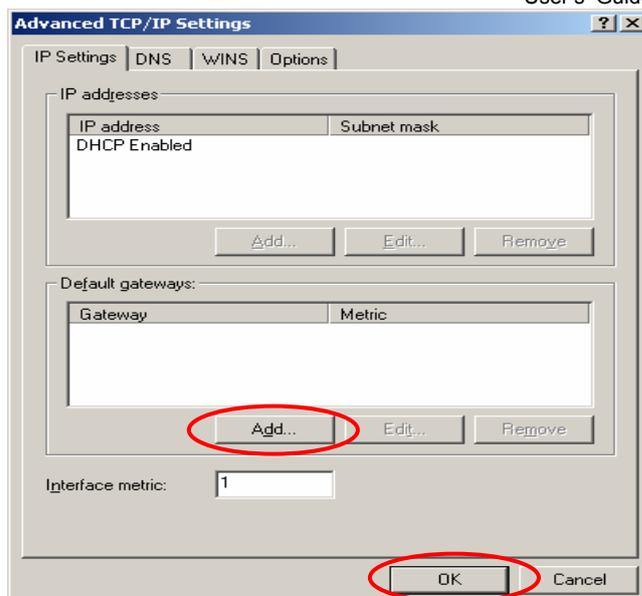 User's Guid
Advanced TCP/IP Settings
IP Settings DNS WINS Options
IP addresses
IP address Subnet mask
DHCP Enabled
Add... Edit... Remove
Default gateways:
Gateway Metric
Add... Edit... Remove
Interface metric: 1
OK Cancel